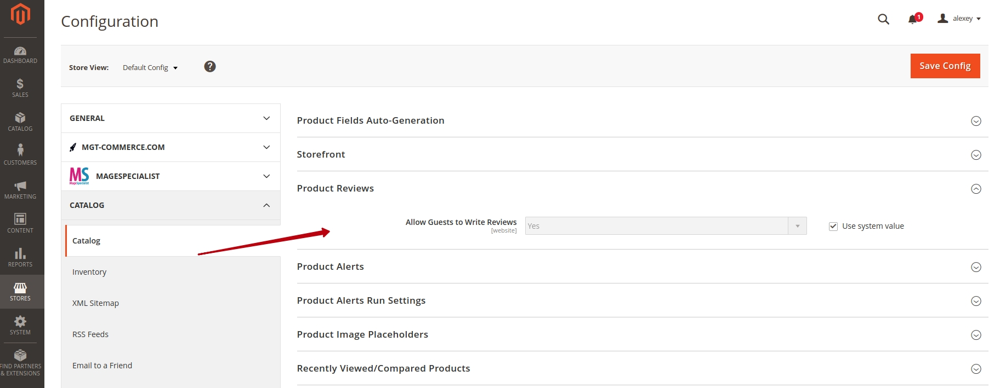 Configuration
1
alexey
Store View:
Default Config
?
Save Config
DASHBOARD
$
SALES
CATALOG
CUSTOMERS
MARKETING
CONTENT
REPORTS
STORES
SYSTEM
FIND PARTNERS
& EXTENSIONS
GENERAL
MGT-COMMERCE.COM
MS
MageSpecialist
MAGESPECIALIST
CATALOG
Catalog
Inventory
XML Sitemap
RSS Feeds
Email to a Friend
Product Fields Auto-Generation
Storefront
Product Reviews
Allow Guests to Write Reviews
[website]
Yes
Use system value
Product Alerts
Product Alerts Run Settings
Product Image Placeholders
Recently Viewed/Compared Products